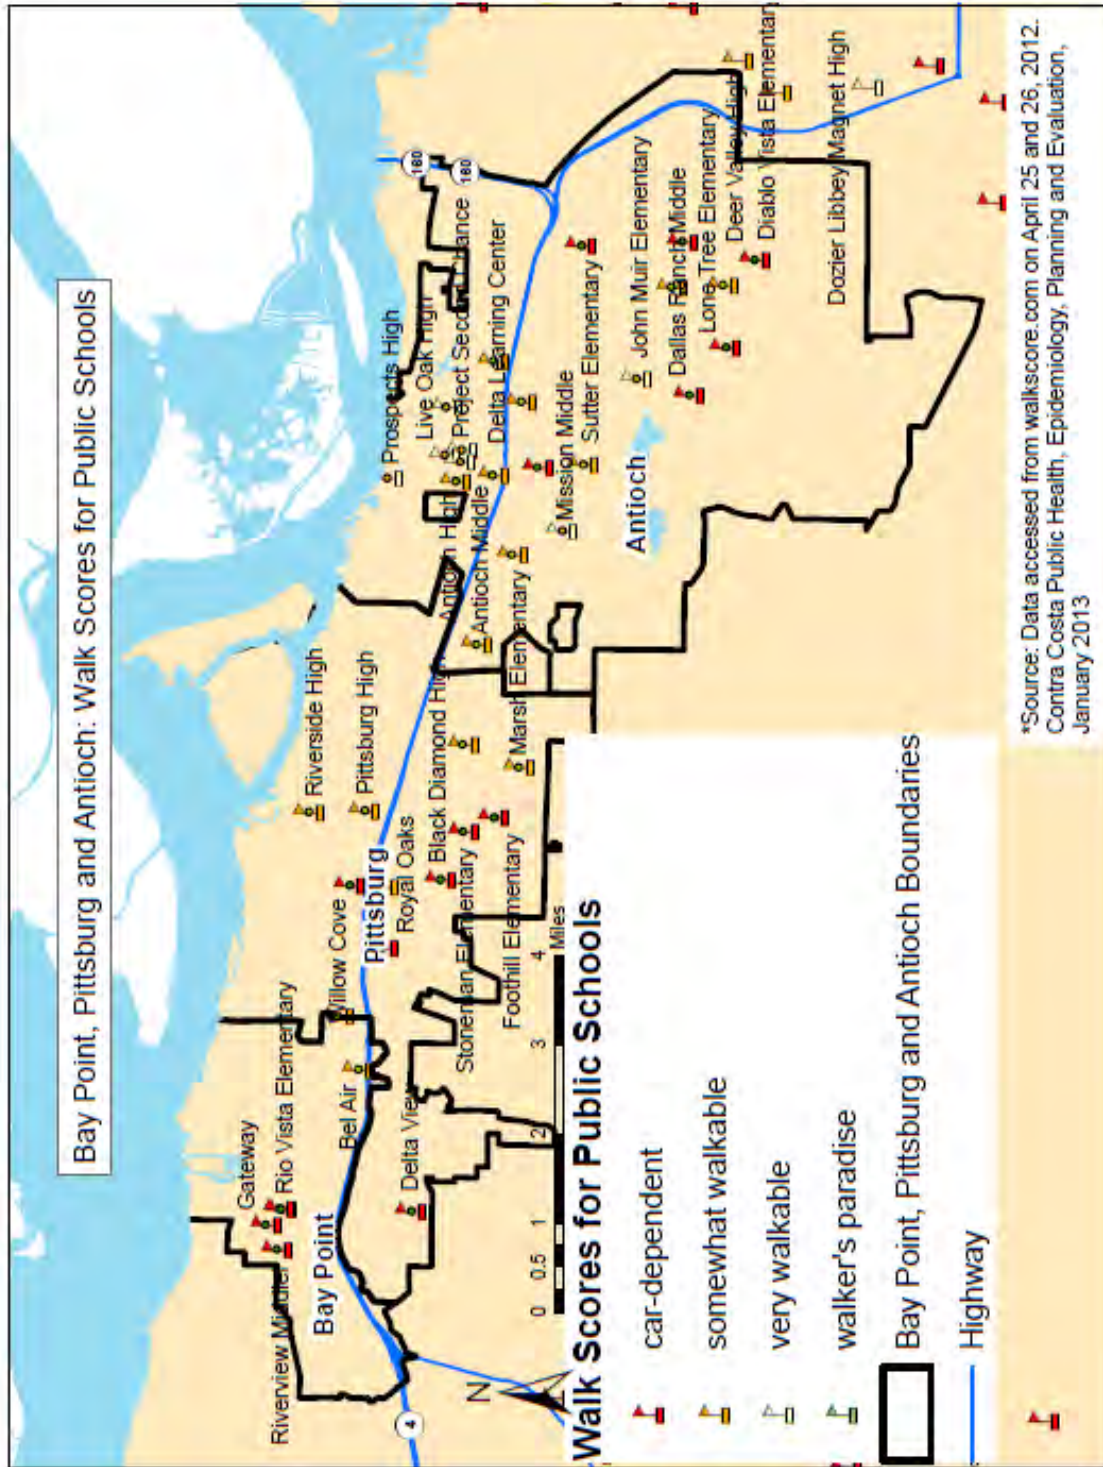 Bay Point, Pittsburg and Antioch: Walk Scores for Public Schools
Riverside High
Prospects High
Pittsburg High
Live Oak High
Project Second Chance
160
160
Gateway
Rio Vista Elementary
Riverview Middle
Willow Cove
Pittsburg
Bay Point
Bel Air
Royal Oaks
Black Diamond High
Antioch High
Antioch Middle
Delta Learning Center
4
Delta View
Stoneman Elementary
Foothill Elementary
Marsh Elementary
Mission Middle
Sutter Elementary
Antioch
John Muir Elementary
Dallas Ranch Middle
Lone Tree Elementary
Deer Valley High
Diablo Vista Elementary
Dozier Libbey Magnet High
N
0 0.5 1 2 3 4
Miles
Walk Scores for Public Schools
car-dependent
somewhat walkable
very walkable
walker's paradise
Bay Point, Pittsburg and Antioch Boundaries
Highway
*Source: Data accessed from walkscore.com on April 25 and 26, 2012.
Contra Costa Public Health, Epidemiology, Planning and Evaluation,
January 2013